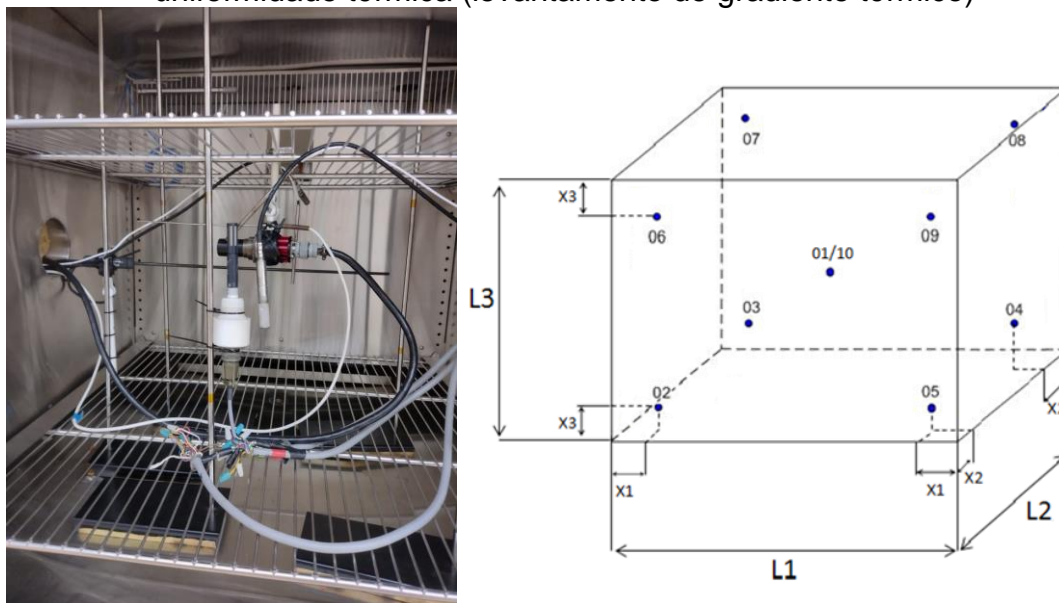 uniformidade térmica (levantamento do gradiente térmico)
07
08
X3
06
09
01/10
L3
03
04
02
05
X3
X1
X1
X2
L2
L1